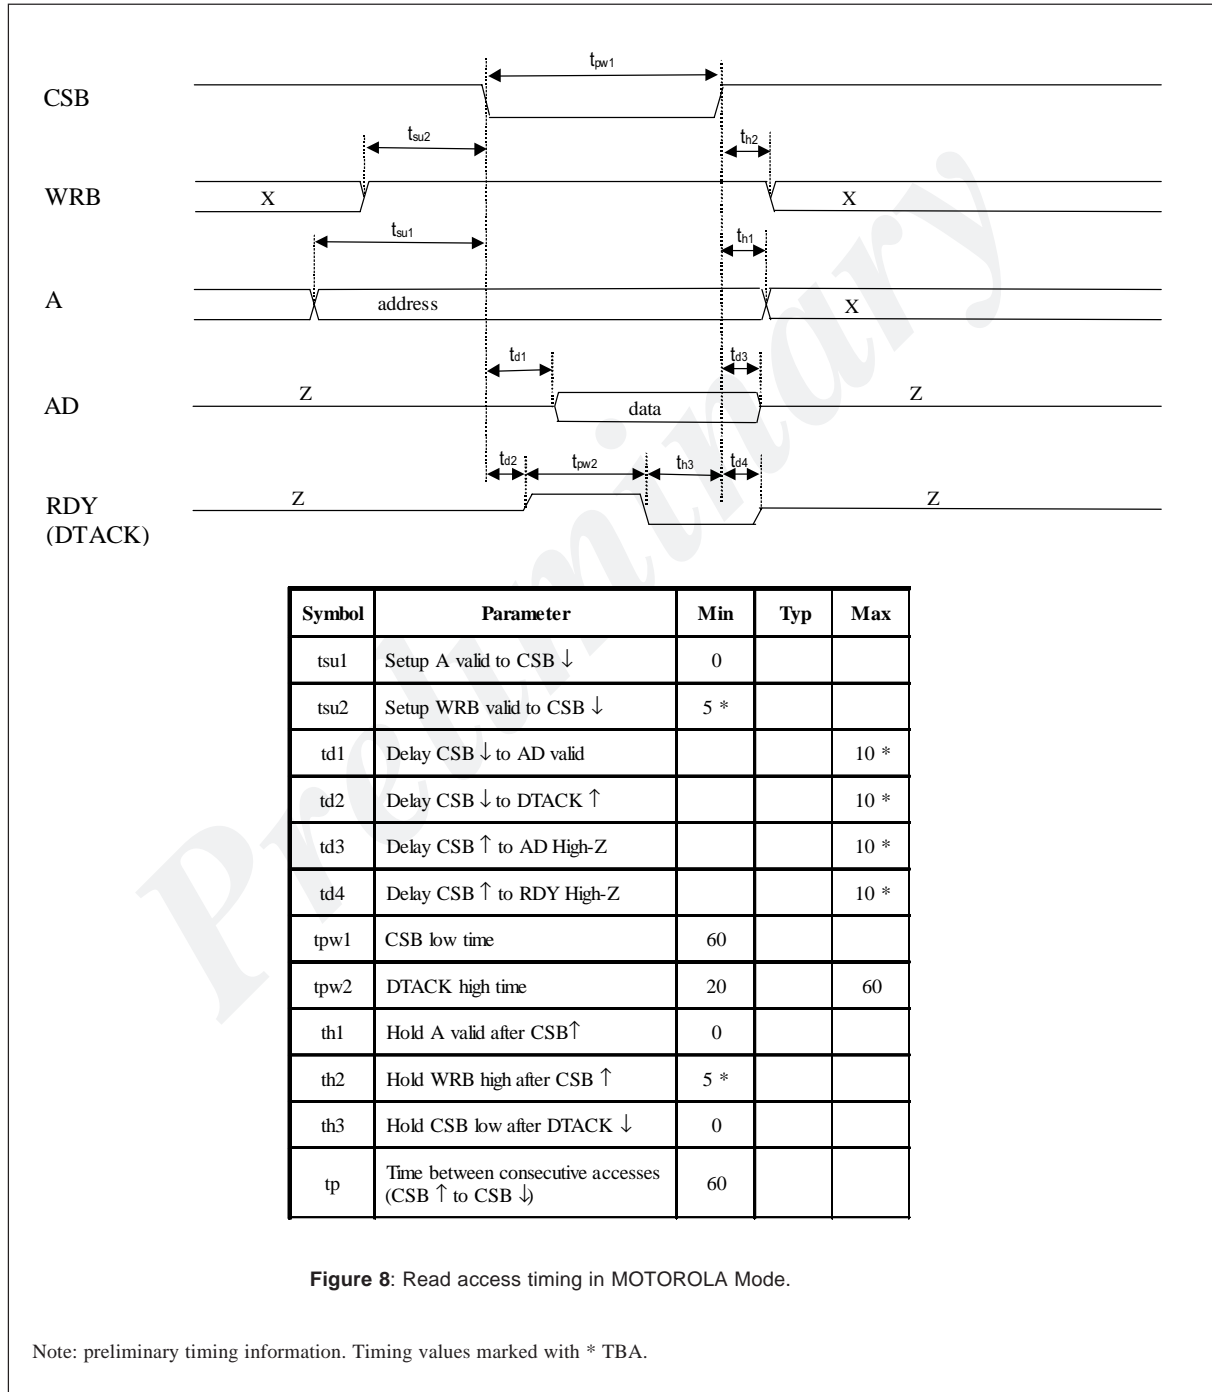 tpw1
CSB
tsu2 th2
WRB X X
tsu1 th1
A address X
td1 td3
AD Z data Z
td2 tpw2 th3 td4
RDY Z Z
(DTACK)
Symbol Parameter Min Typ Max
tsu1 Setup A valid to CSB ↓ 0
tsu2 Setup WRB valid to CSB ↓ 5 *
td1 Delay CSB ↓ to AD valid 10 *
td2 Delay CSB ↓ to DTACK ↑ 10 *
td3 Delay CSB ↑ to AD High-Z 10 *
td4 Delay CSB ↑ to RDY High-Z 10 *
tpw1 CSB low time 60
tpw2 DTACK high time 20 60
th1 Hold A valid after CSB↑ 0
th2 Hold WRB high after CSB ↑ 5 *
th3 Hold CSB low after DTACK ↓ 0
tp Time between consecutive accesses 60
(CSB ↑ to CSB ↓)
Figure 8: Read access timing in MOTOROLA Mode.
Note: preliminary timing information. Timing values marked with * TBA.
Preliminary